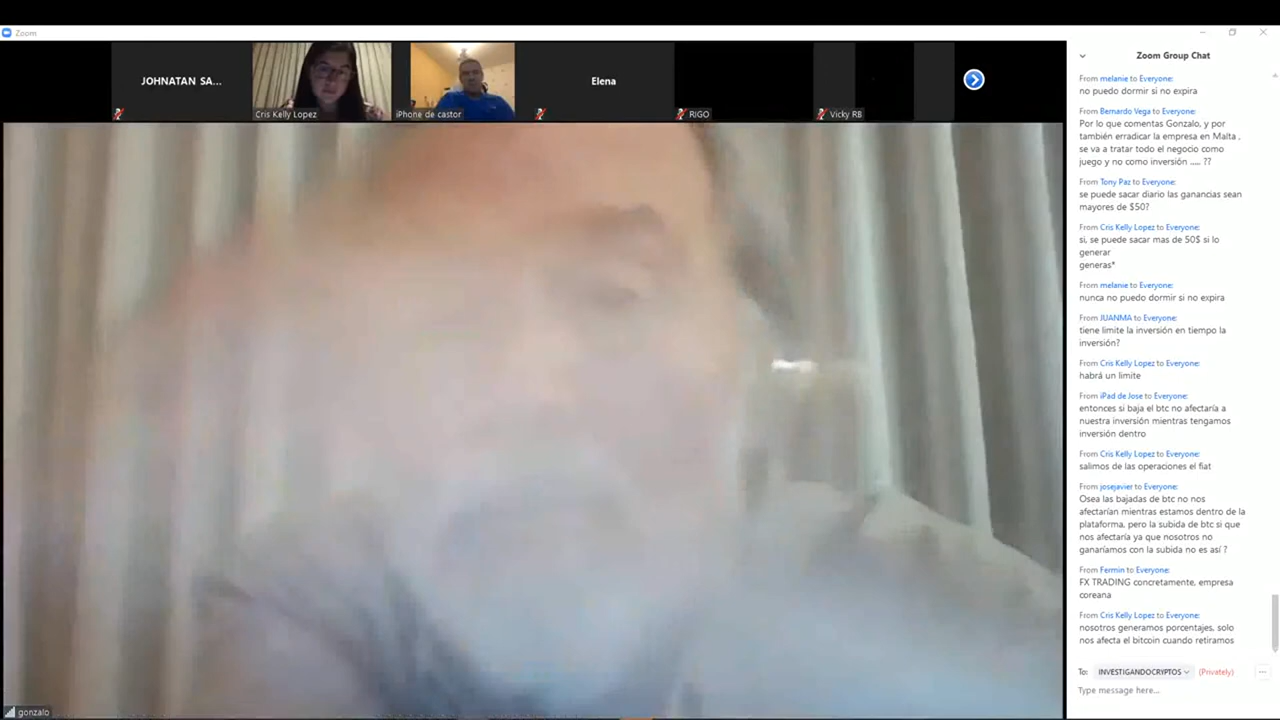 Zoom
JOHNATAN SA...
Cris Kelly Lopez
iPhone de castor
Elena
RIGO
Vicky RB
gonzalo
Zoom Group Chat
From melanie to Everyone:
no puedo dormir si no expira
From Bernardo Vega to Everyone:
Por lo que comentas Gonzalo, y por
también erradicar la empresa en Malta ,
se va a tratar todo el negocio como
juego y no como inversión ..... ??
From Tony Paz to Everyone:
se puede sacar diario las ganancias sean
mayores de $50?
From Cris Kelly Lopez to Everyone:
si, se puede sacar mas de 50$ si lo
generar
generas*
From melanie to Everyone:
nunca no puedo dormir si no expira
From JUANMA to Everyone:
tiene limite la inversión en tiempo la
inversión?
From Cris Kelly Lopez to Everyone:
habrá un limite
From iPad de Jose to Everyone:
entonces si baja el btc no afectaría a
nuestra inversión mientras tengamos
inversión dentro
From Cris Kelly Lopez to Everyone:
salimos de las operaciones el fiat
From josejavier to Everyone:
Osea las bajadas de btc no nos
afectarían mientras estamos dentro de la
plataforma, pero la subida de btc si que
nos afectaría ya que nosotros no
ganaríamos con la subida no es así ?
From Fermin to Everyone:
FX TRADING concretamente, empresa
coreana
From Cris Kelly Lopez to Everyone:
nosotros generamos porcentajes, solo
nos afecta el bitcoin cuando retiramos
To: INVESTIGANDOCRYPTOS (Privately)
Type message here...